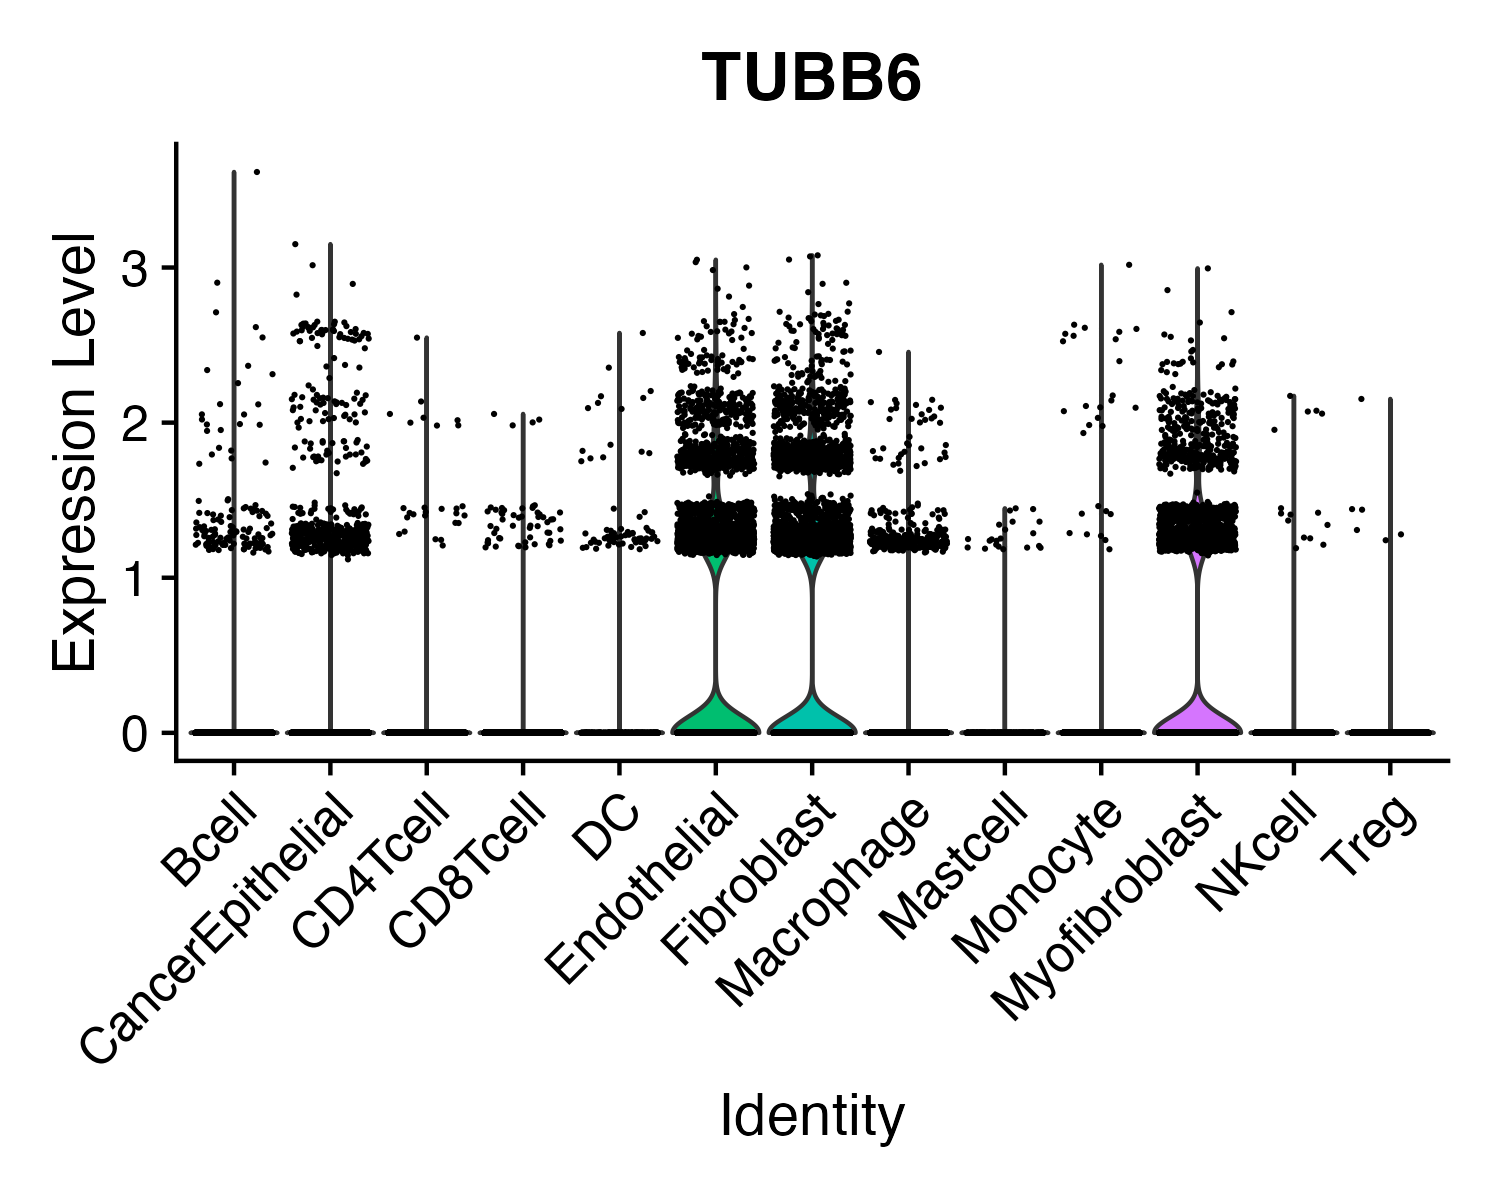 TUBB6
Expression Level
3
2
1
0
Bcell
CancerEpithelial
CD4Tcell
CD8Tcell
DC
Endothelial
Fibroblast
Macrophage
Mastcell
Monocyte
Myofibroblast
NKcell
Treg
Identity